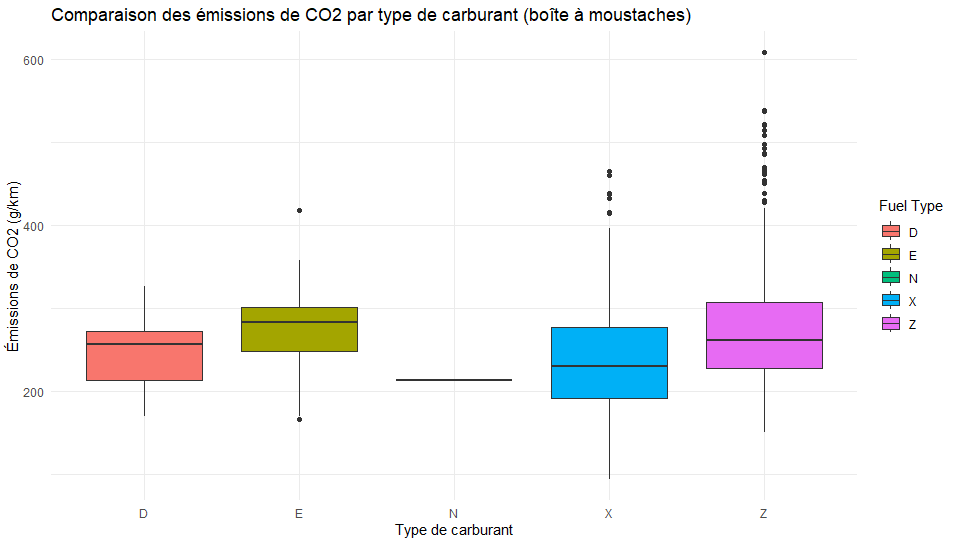 Comparaison des émissions de CO2 par type de carburant (boîte à moustaches)
Émissions de CO2 (g/km)
600
400
200
D
E
N
X
Z
Type de carburant
Fuel Type
D
E
N
X
Z